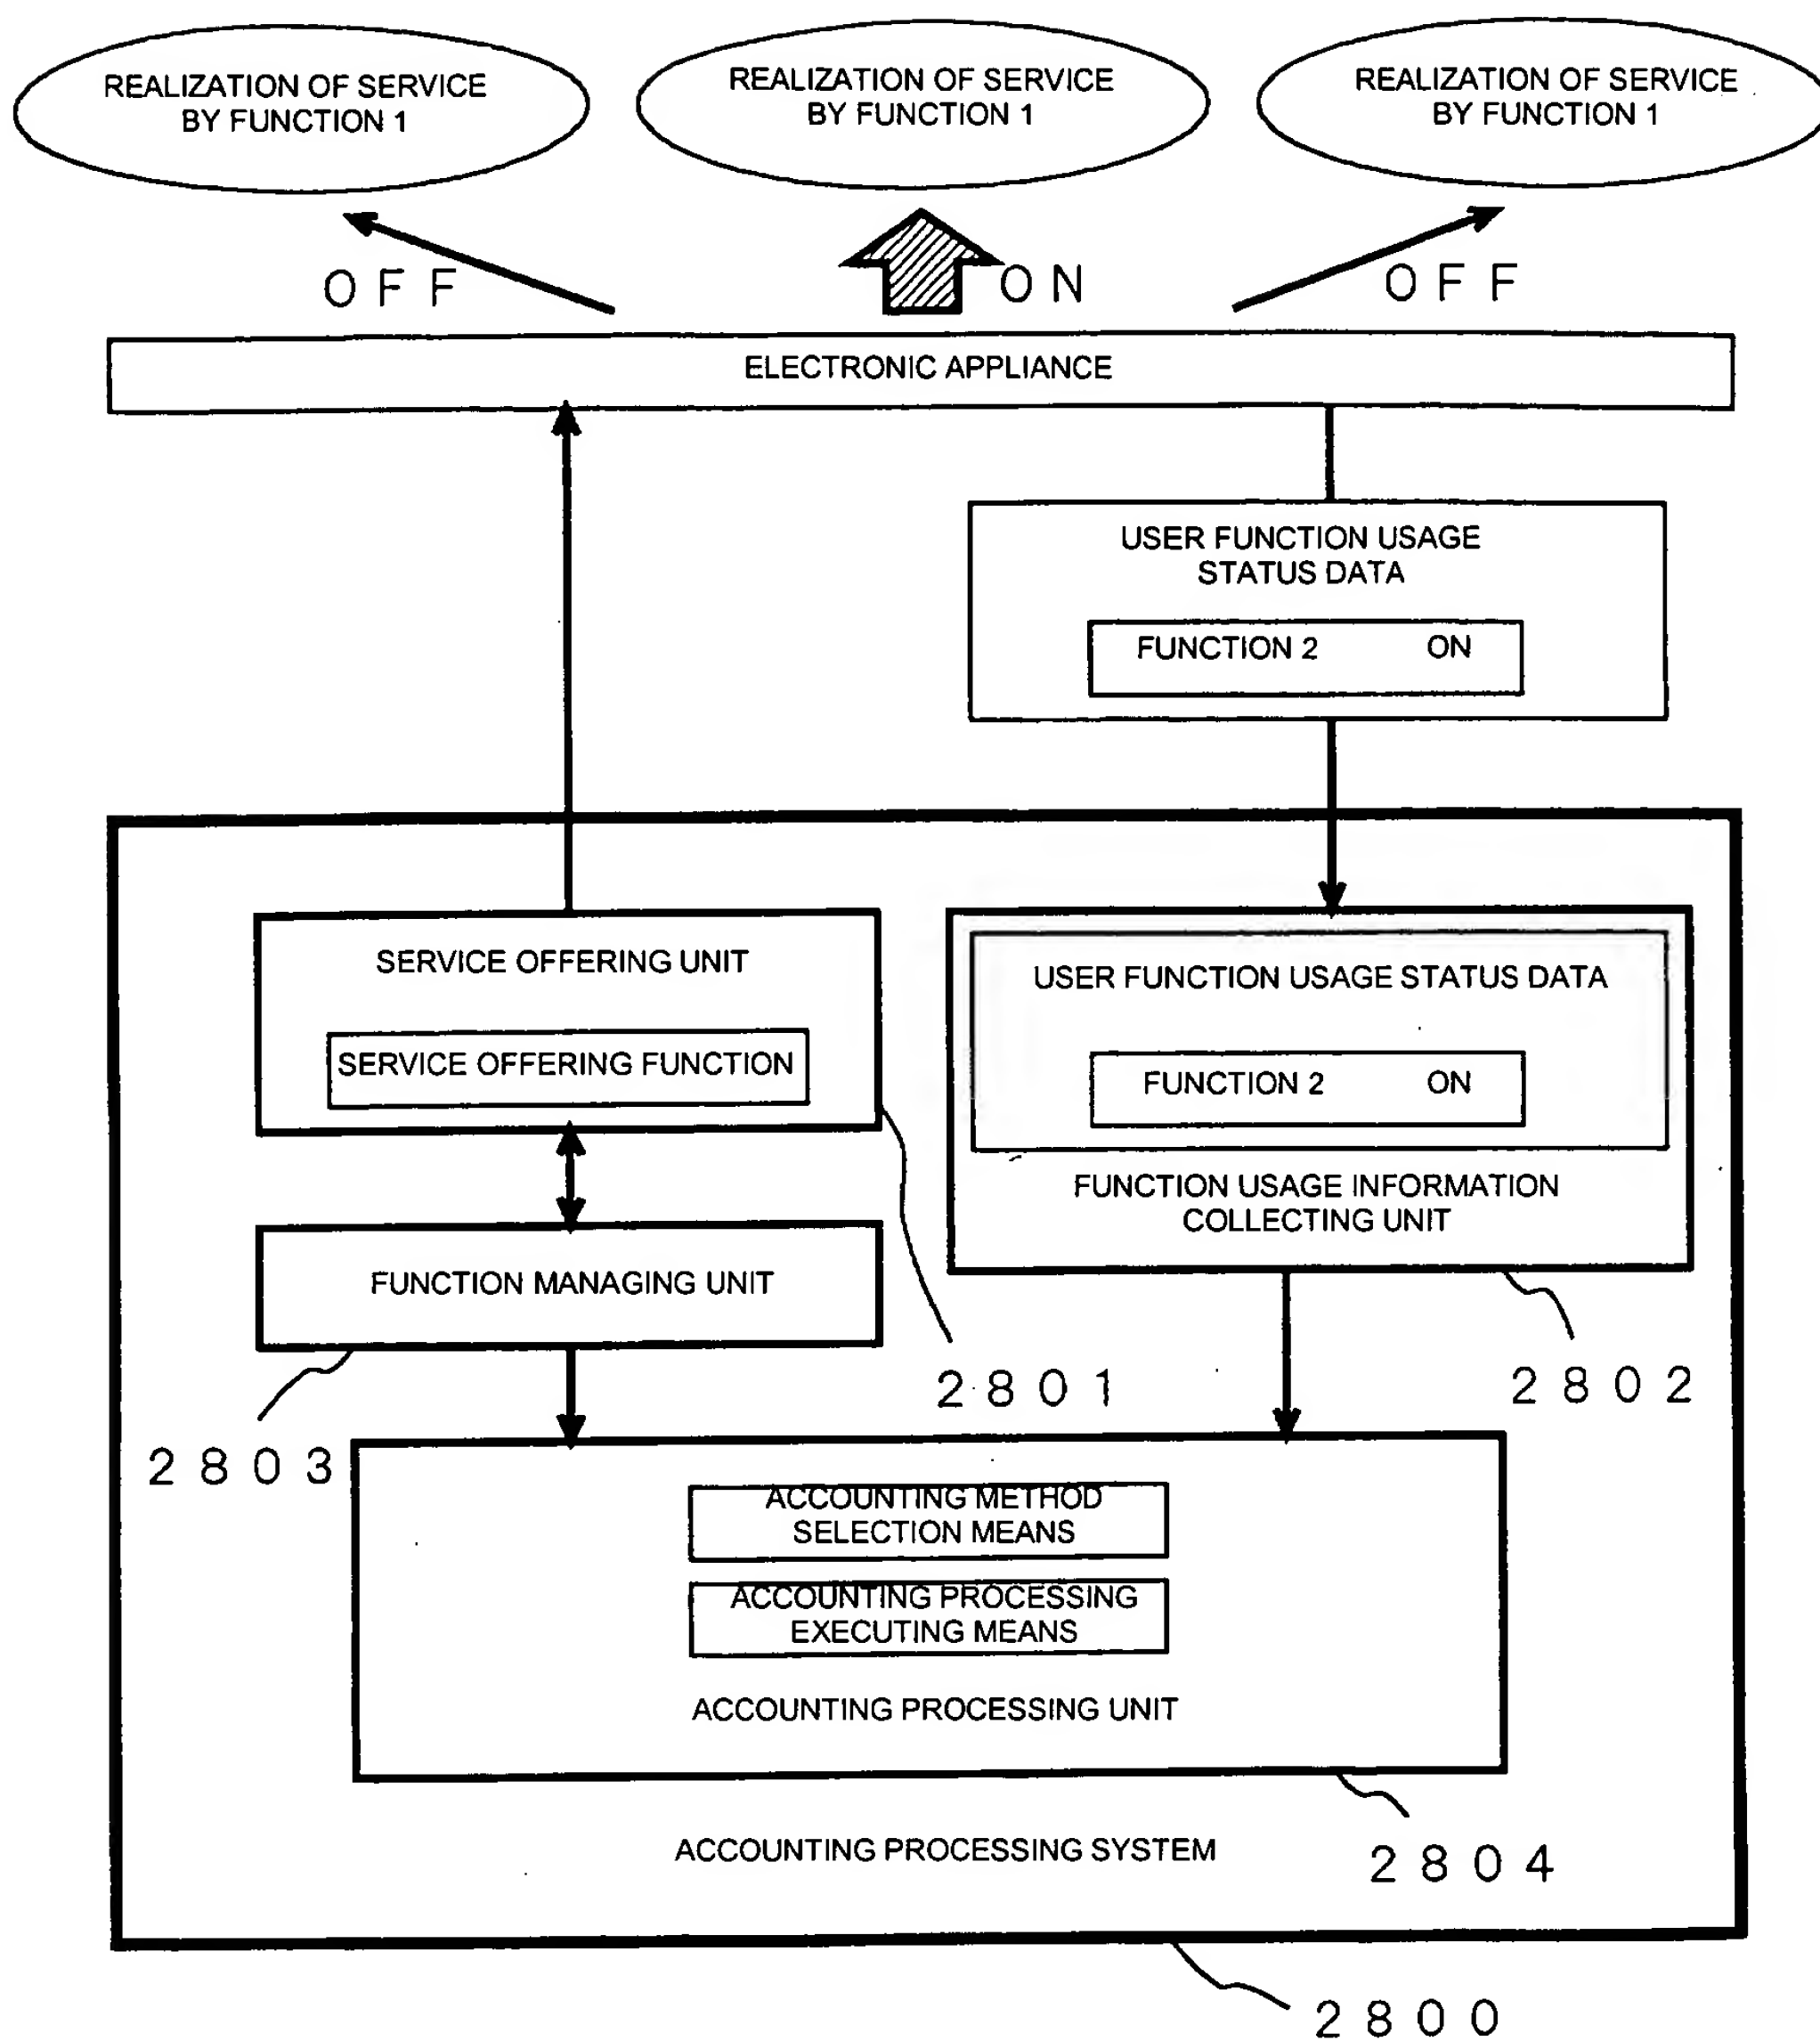 REALIZATION OF SERVICE
BY FUNCTION 1
REALIZATION OF SERVICE
BY FUNCTION 1
REALIZATION OF SERVICE
BY FUNCTION 1
OFF
ON
OFF
ELECTRONIC APPLIANCE
USER FUNCTION USAGE
STATUS DATA
FUNCTION 2 ON
SERVICE OFFERING UNIT
SERVICE OFFERING FUNCTION
USER FUNCTION USAGE STATUS DATA
FUNCTION 2 ON
FUNCTION USAGE INFORMATION
COLLECTING UNIT
FUNCTION MANAGING UNIT
2801
2802
2803
ACCOUNTING METHOD
SELECTION MEANS
ACCOUNTING PROCESSING
EXECUTING MEANS
ACCOUNTING PROCESSING UNIT
ACCOUNTING PROCESSING SYSTEM
2804
2800